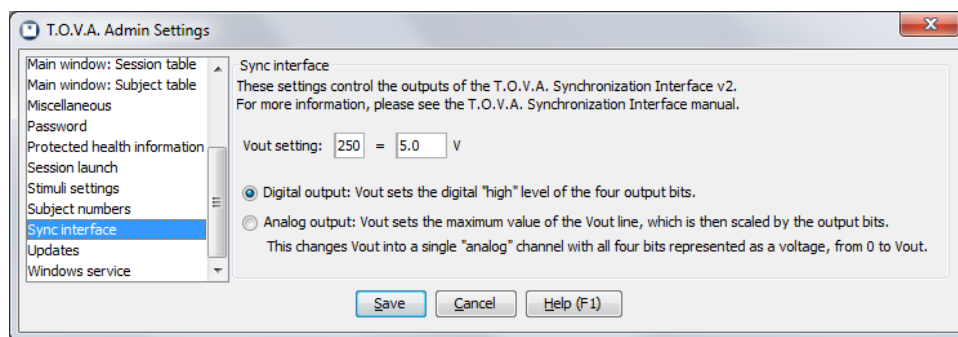 T.O.V.A. Admin Settings
Main window: Session table
Main window: Subject table
Miscellaneous
Password
Protected health information
Session launch
Stimuli settings
Subject numbers
Sync interface
Updates
Windows service
Sync interface
These settings control the outputs of the T.O.V.A. Synchronization Interface v2.
For more information, please see the T.O.V.A. Synchronization Interface manual.
Vout setting: 250 = 5.0 V
Digital output: Vout sets the digital "high" level of the four output bits.
Analog output: Vout sets the maximum value of the Vout line, which is then scaled by the output bits.
This changes Vout into a single "analog" channel with all four bits represented as a voltage, from 0 to Vout.
Save Cancel Help (F1)